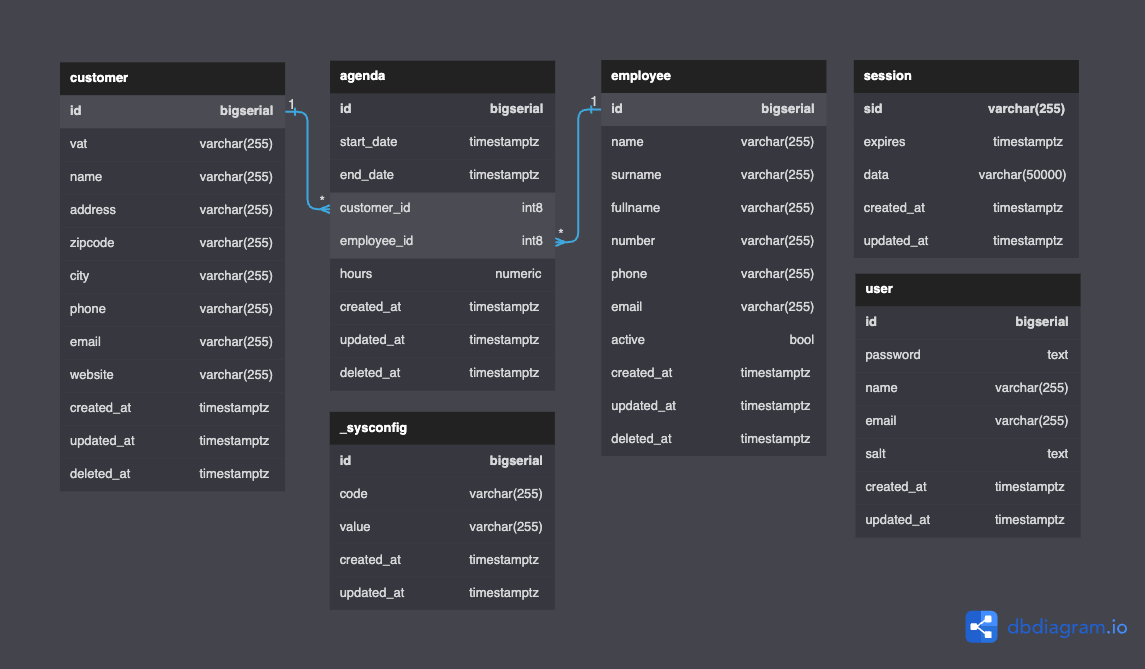 customer
id bigserial
vat varchar(255)
name varchar(255)
address varchar(255)
zipcode varchar(255)
city varchar(255)
phone varchar(255)
email varchar(255)
website varchar(255)
created_at timestamptz
updated_at timestamptz
deleted_at timestamptz
1
*
agenda
id bigserial
start_date timestamptz
end_date timestamptz
customer_id int8
employee_id int8
hours numeric
created_at timestamptz
updated_at timestamptz
deleted_at timestamptz
_sysconfig
id bigserial
code varchar(255)
value varchar(255)
created_at timestamptz
updated_at timestamptz
1
*
employee
id bigserial
name varchar(255)
surname varchar(255)
fullname varchar(255)
number varchar(255)
phone varchar(255)
email varchar(255)
active bool
created_at timestamptz
updated_at timestamptz
deleted_at timestamptz
session
sid varchar(255)
expires timestamptz
data varchar(50000)
created_at timestamptz
updated_at timestamptz
user
id bigserial
password text
name varchar(255)
email varchar(255)
salt text
created_at timestamptz
updated_at timestamptz
dbdiagram.io